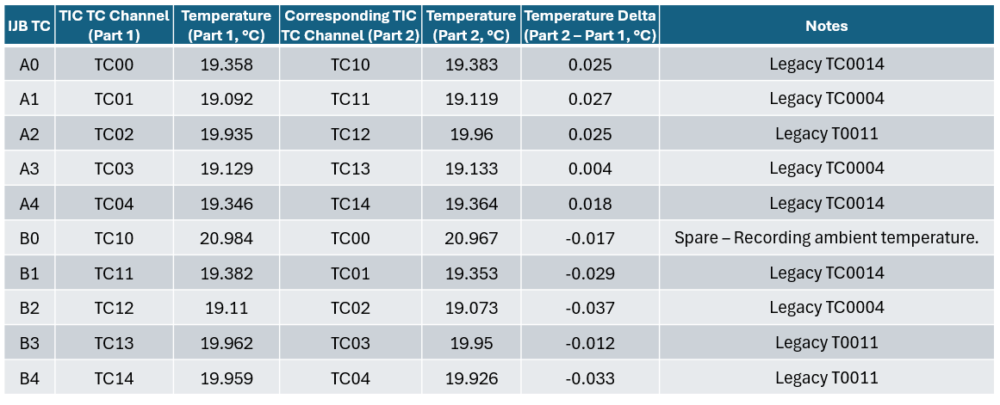 IJB TC | TIC TC Channel (Part 1) | Temperature (Part 1, °C) | Corresponding TIC TC Channel (Part 2) | Temperature (Part 2, °C) | Temperature Delta (Part 2 – Part 1, °C) | Notes
A0 | TC00 | 19.358 | TC10 | 19.383 | 0.025 | Legacy TC0014
A1 | TC01 | 19.092 | TC11 | 19.119 | 0.027 | Legacy TC0004
A2 | TC02 | 19.935 | TC12 | 19.96 | 0.025 | Legacy T0011
A3 | TC03 | 19.129 | TC13 | 19.133 | 0.004 | Legacy TC0004
A4 | TC04 | 19.346 | TC14 | 19.364 | 0.018 | Legacy TC0014
B0 | TC10 | 20.984 | TC00 | 20.967 | -0.017 | Spare – Recording ambient temperature.
B1 | TC11 | 19.382 | TC01 | 19.353 | -0.029 | Legacy TC0014
B2 | TC12 | 19.11 | TC02 | 19.073 | -0.037 | Legacy TC0004
B3 | TC13 | 19.962 | TC03 | 19.95 | -0.012 | Legacy T0011
B4 | TC14 | 19.959 | TC04 | 19.926 | -0.033 | Legacy T0011